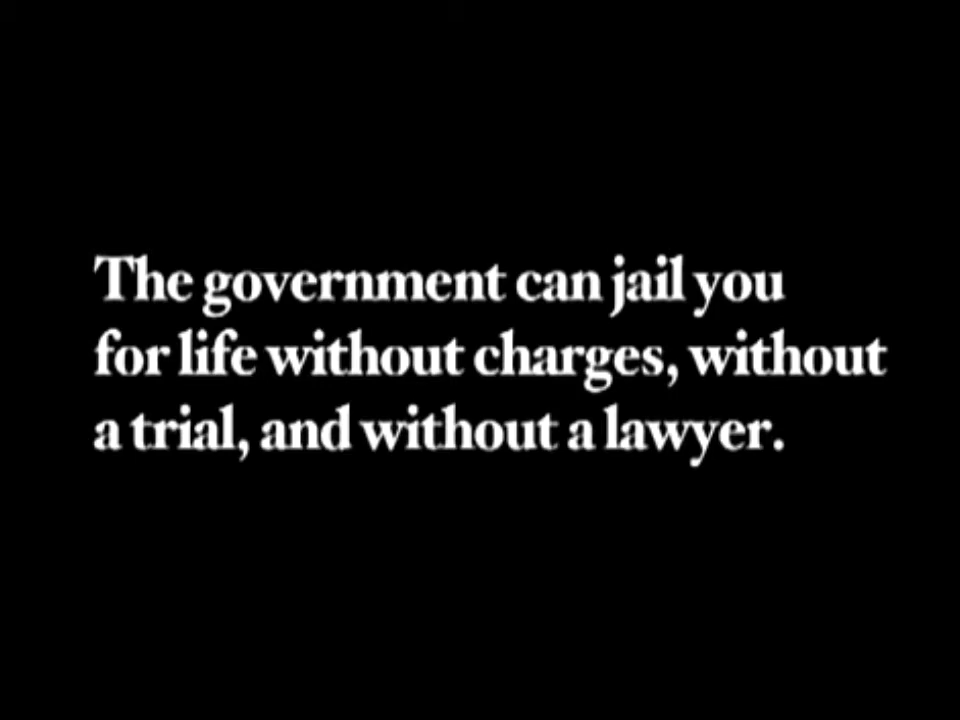 The government can jail you
for life without charges, without
a trial, and without a lawyer.